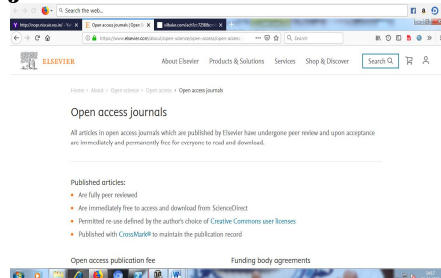 Search the web...
Open access journals | Open
https://www.elsevier.com/about/open-science/open-access/open-access-
Search
ELSEVIER
About Elsevier Products & Solutions Services Shop & Discover Search
Home > About > Open science > Open access > Open access journals
Open access journals
All articles in open access journals which are published by Elsevier have undergone peer review and upon acceptance
are immediately and permanently free for everyone to read and download.
Published articles:
• Are fully peer reviewed
• Are immediately free to access and download from ScienceDirect
• Permitted re-use defined by the author's choice of Creative Commons user licenses
• Published with CrossMark® to maintain the publication record
Open access publication fee Funding body agreements